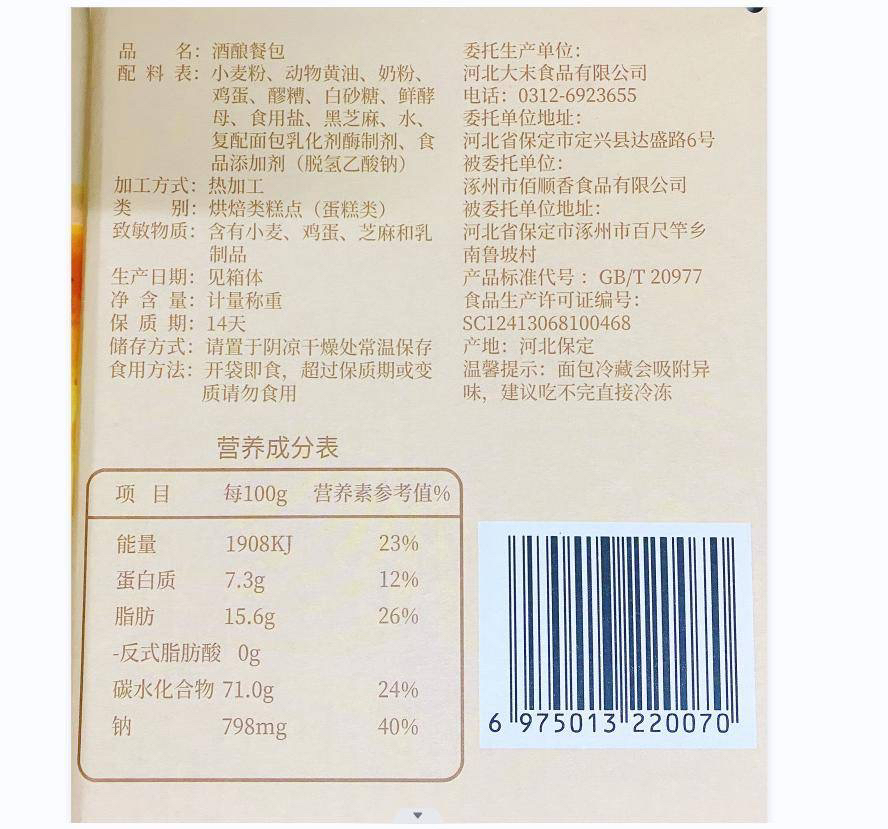 品 名：酒酿餐包
配 料 表：小麦粉、动物黄油、奶粉、
鸡蛋、醪糟、白砂糖、鲜酵
母、食用盐、黑芝麻、水、
复配面包乳化剂酶制剂、食
品添加剂（脱氢乙酸钠）
加工方式：热加工
类 别：烘焙类糕点（蛋糕类）
致敏物质：含有小麦、鸡蛋、芝麻和乳
制品
生产日期：见箱体
净 含 量：计量称重
保 质 期：14天
储存方式：请置于阴凉干燥处常温保存
食用方法：开袋即食，超过保质期或变
质请勿食用
委托生产单位：
河北大末食品有限公司
电话：0312-6923655
委托单位地址：
河北省保定市定兴县达盛路6号
被委托单位：
涿州市佰顺香食品有限公司
被委托单位地址：
河北省保定市涿州市百尺竿乡
南鲁坡村
产品标准代号：GB/T 20977
食品生产许可证编号：
SC12413068100468
产地：河北保定
温馨提示：面包冷藏会吸附异
味，建议吃不完直接冷冻
营养成分表
项 目 每100g 营养素参考值%
能量 1908KJ 23%
蛋白质 7.3g 12%
脂肪 15.6g 26%
-反式脂肪酸 0g
碳水化合物 71.0g 24%
钠 798mg 40%
6 975013 220070